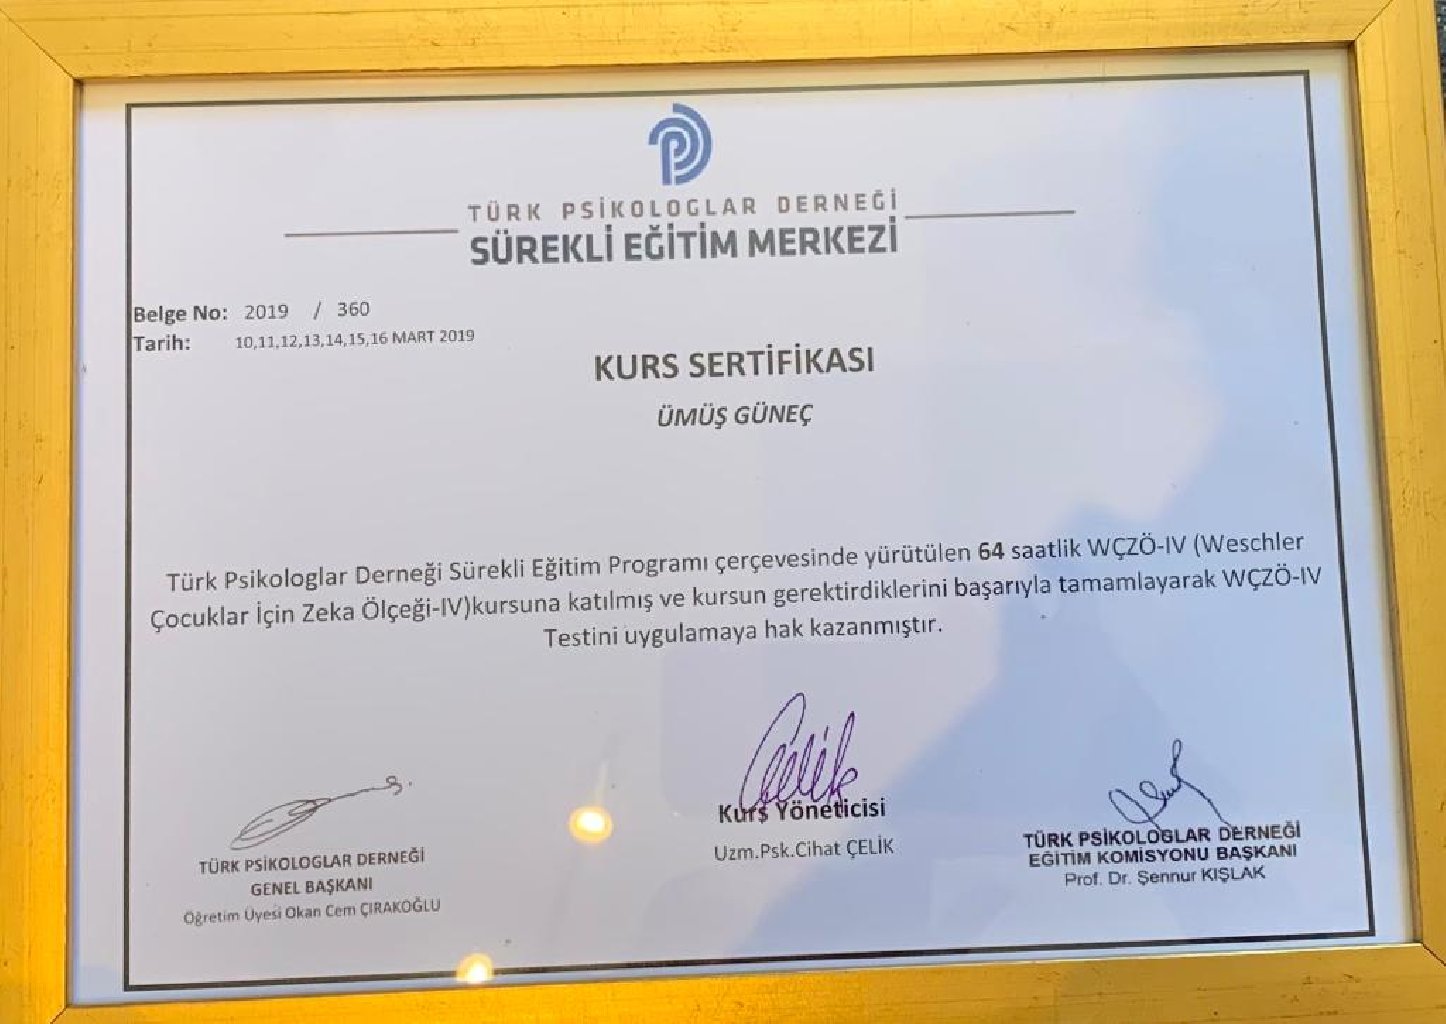 TÜRK PSİKOLOGLAR DERNEĞİ
SÜREKLİ EĞİTİM MERKEZİ
Belge No: 2019 / 360
Tarih: 10,11,12,13,14,15,16 MART 2019
KURS SERTİFİKASI
ÜMÜŞ GÜNEÇ
Türk Psikologlar Derneği Sürekli Eğitim Programı çerçevesinde yürütülen 64 saatlik WÇZÖ-IV (Weschler
Çocuklar İçin Zeka Ölçeği-IV)kursuna katılmış ve kursun gerektirdiklerini başarıyla tamamlayarak WÇZÖ-IV
Testini uygulamaya hak kazanmıştır.
Çelik
Kurs Yöneticisi
Uzm.Psk.Cihat ÇELİK
TÜRK PSİKOLOGLAR DERNEĞİ
GENEL BAŞKANI
Öğretim Üyesi Okan Cem ÇIRAKOĞLU
TÜRK PSİKOLOGLAR DERNEĞİ
EĞİTİM KOMİSYONU BAŞKANI
Prof. Dr. Şennur KIŞLAK